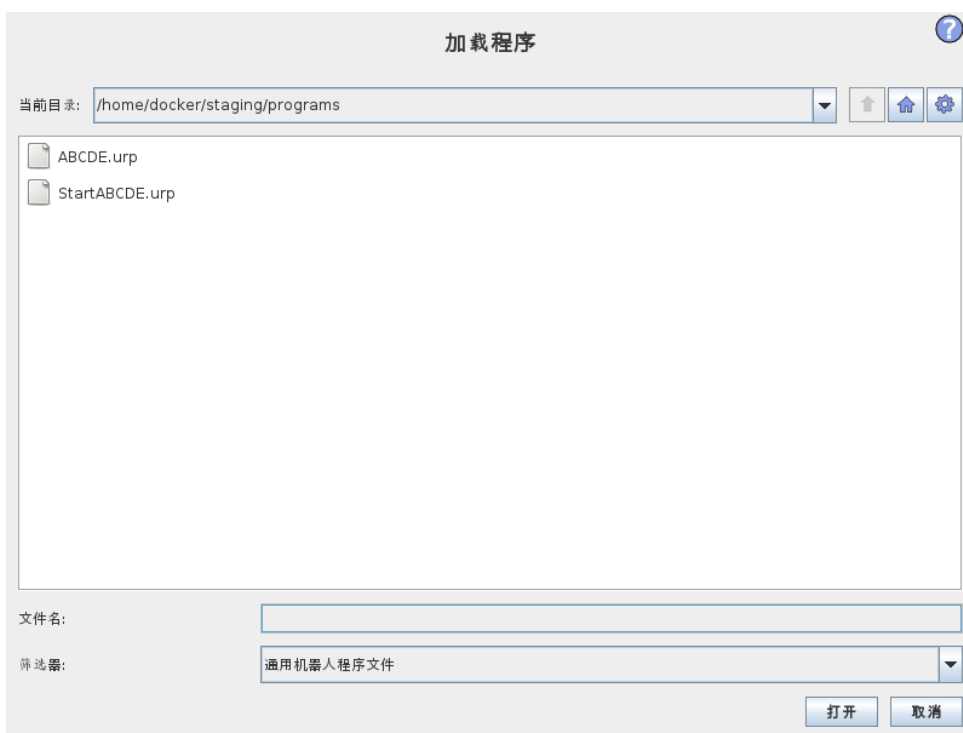 加载程序
当前目录: /home/docker/staging/programs
ABCDE.urp
StartABCDE.urp
文件名:
筛选器: 通用机器人程序文件
打开 取消